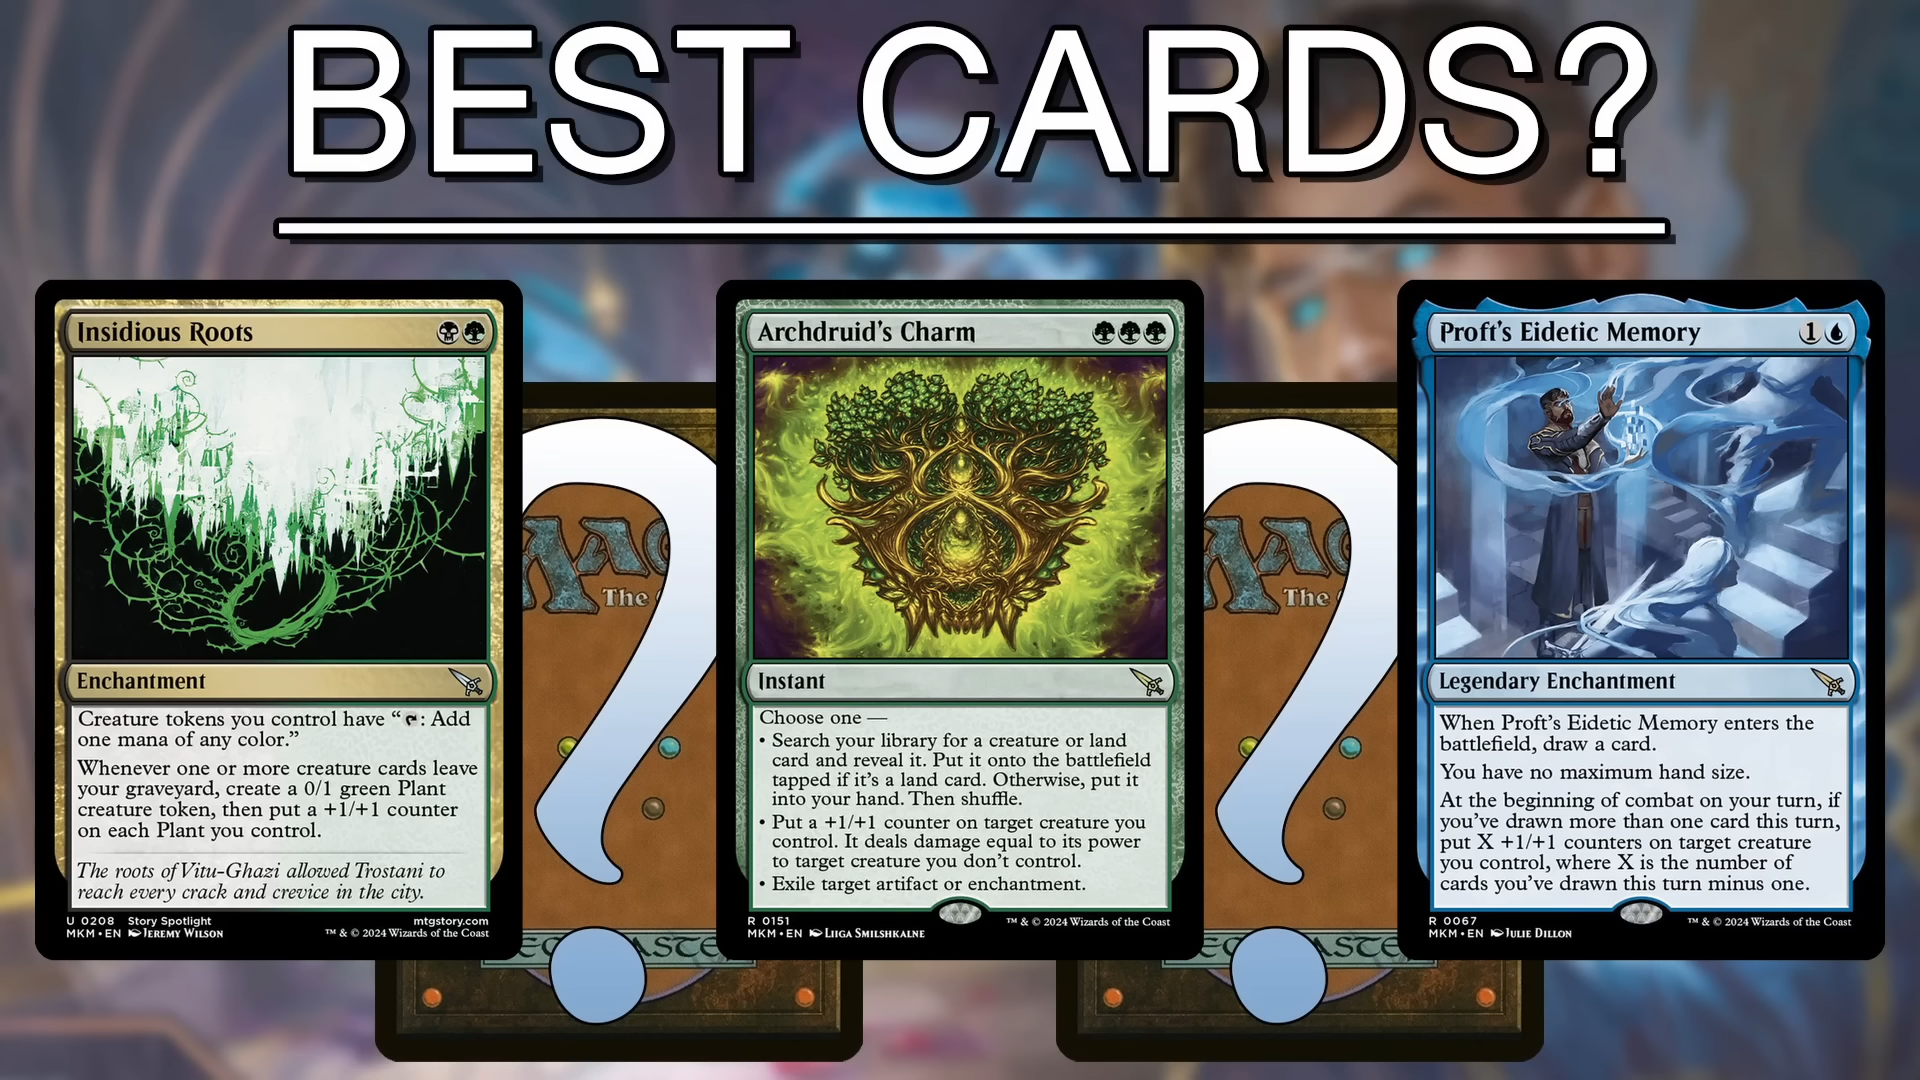 BEST CARDS?
Insidious Roots
Enchantment
Creature tokens you control have “: Add
one mana of any color.”
Whenever one or more creature cards leave
your graveyard, create a 0/1 green Plant
creature token, then put a +1/+1 counter
on each Plant you control.
The roots of Vitu-Ghazi allowed Trostani to
reach every crack and crevice in the city.
U 0208 Story Spotlight mtgstory.com
MKM • EN JEREMY WILSON ™ & © 2024 Wizards of the Coast
The
Archdruid's Charm
Instant
Choose one —
• Search your library for a creature or land
card and reveal it. Put it onto the battlefield
tapped if it's a land card. Otherwise, put it
into your hand. Then shuffle.
• Put a +1/+1 counter on target creature you
control. It deals damage equal to its power
to target creature you don't control.
• Exile target artifact or enchantment.
R 0151 ™ & © 2024 Wizards of the Coast
MKM • EN LIIGA SMILSHKALNE
The
Proft's Eidetic Memory 1
Legendary Enchantment
When Proft's Eidetic Memory enters the
battlefield, draw a card.
You have no maximum hand size.
At the beginning of combat on your turn, if
you've drawn more than one card this turn,
put X +1/+1 counters on target creature
you control, where X is the number of
cards you've drawn this turn minus one.
R 0067 ™ & © 2024 Wizards of the Coast
MKM • EN JULIE DILLON